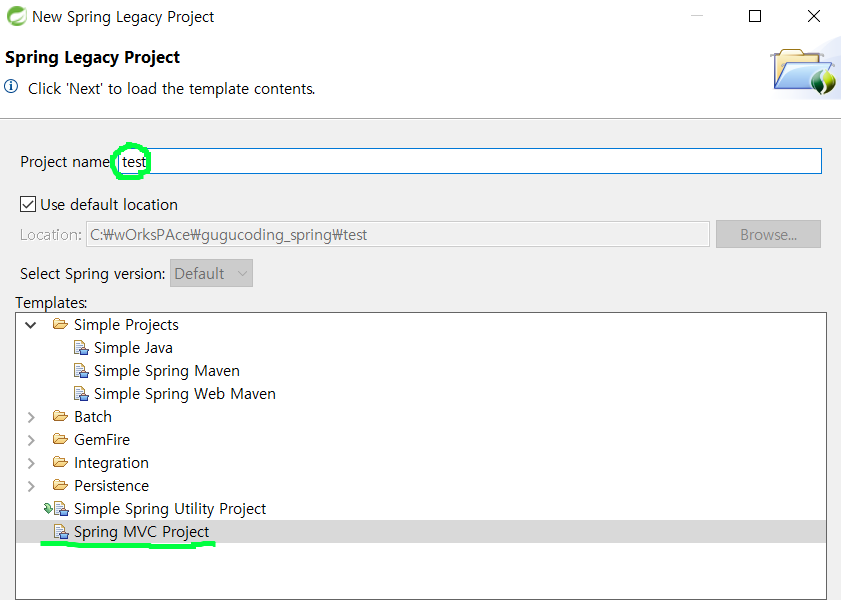 New Spring Legacy Project
Spring Legacy Project
Click 'Next' to load the template contents.
Project name: test
Use default location
Location: C:₩wOrksPAce₩gugucoding_spring₩test Browse...
Select Spring version: Default
Templates:
Simple Projects
Simple Java
Simple Spring Maven
Simple Spring Web Maven
Batch
GemFire
Integration
Persistence
Simple Spring Utility Project
Spring MVC Project